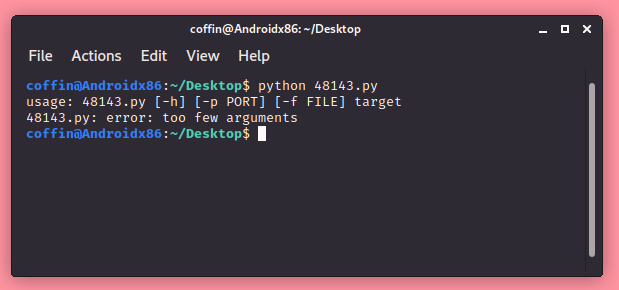 coffin@Androidx86: ~/Desktop
File Actions Edit View Help
coffin@Androidx86:~/Desktop$ python 48143.py
usage: 48143.py [-h] [-p PORT] [-f FILE] target
48143.py: error: too few arguments
coffin@Androidx86:~/Desktop$